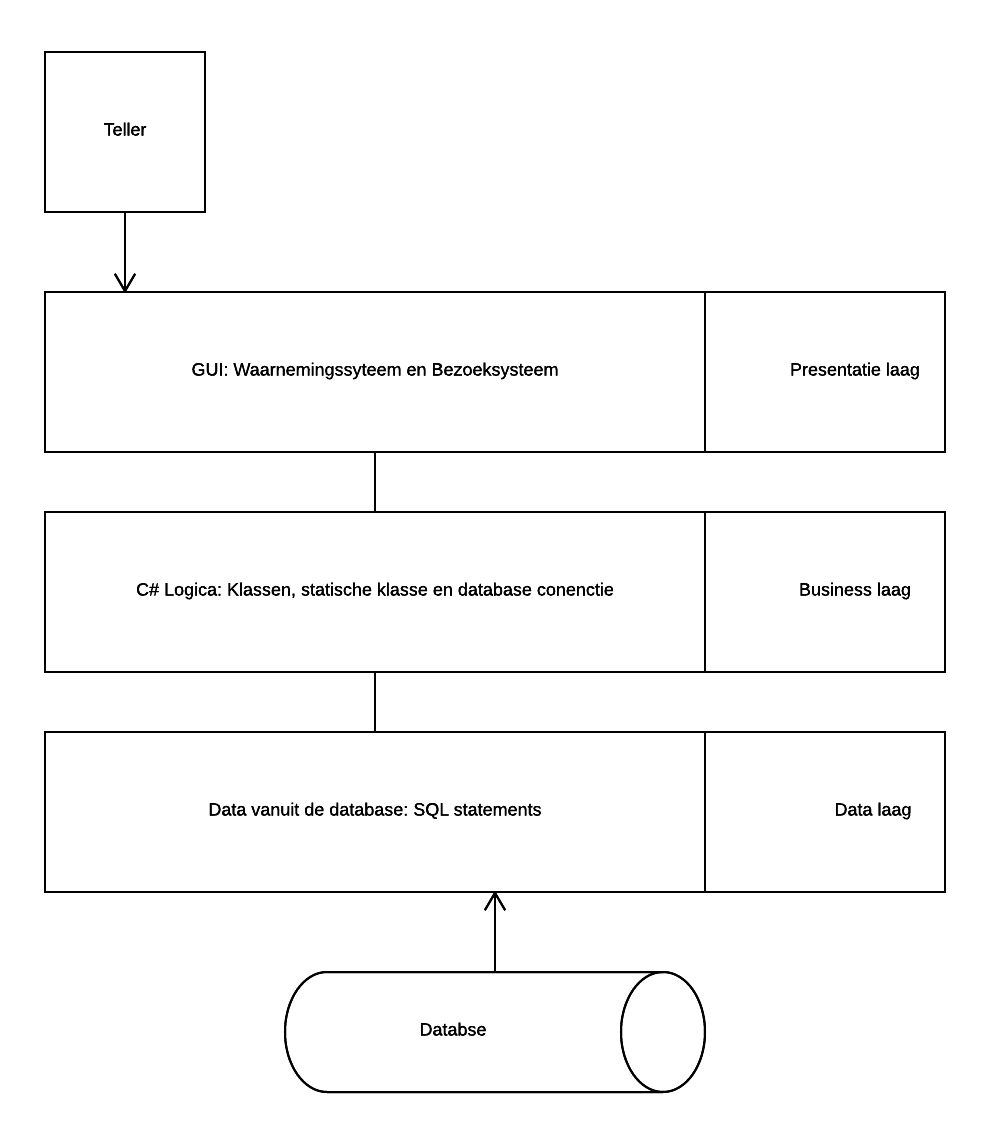 Teller
GUI: Waarnemingssyteem en Bezoeksysteem
Presentatie laag
C# Logica: Klassen, statische klasse en database conenctie
Business laag
Data vanuit de database: SQL statements
Data laag
Databse